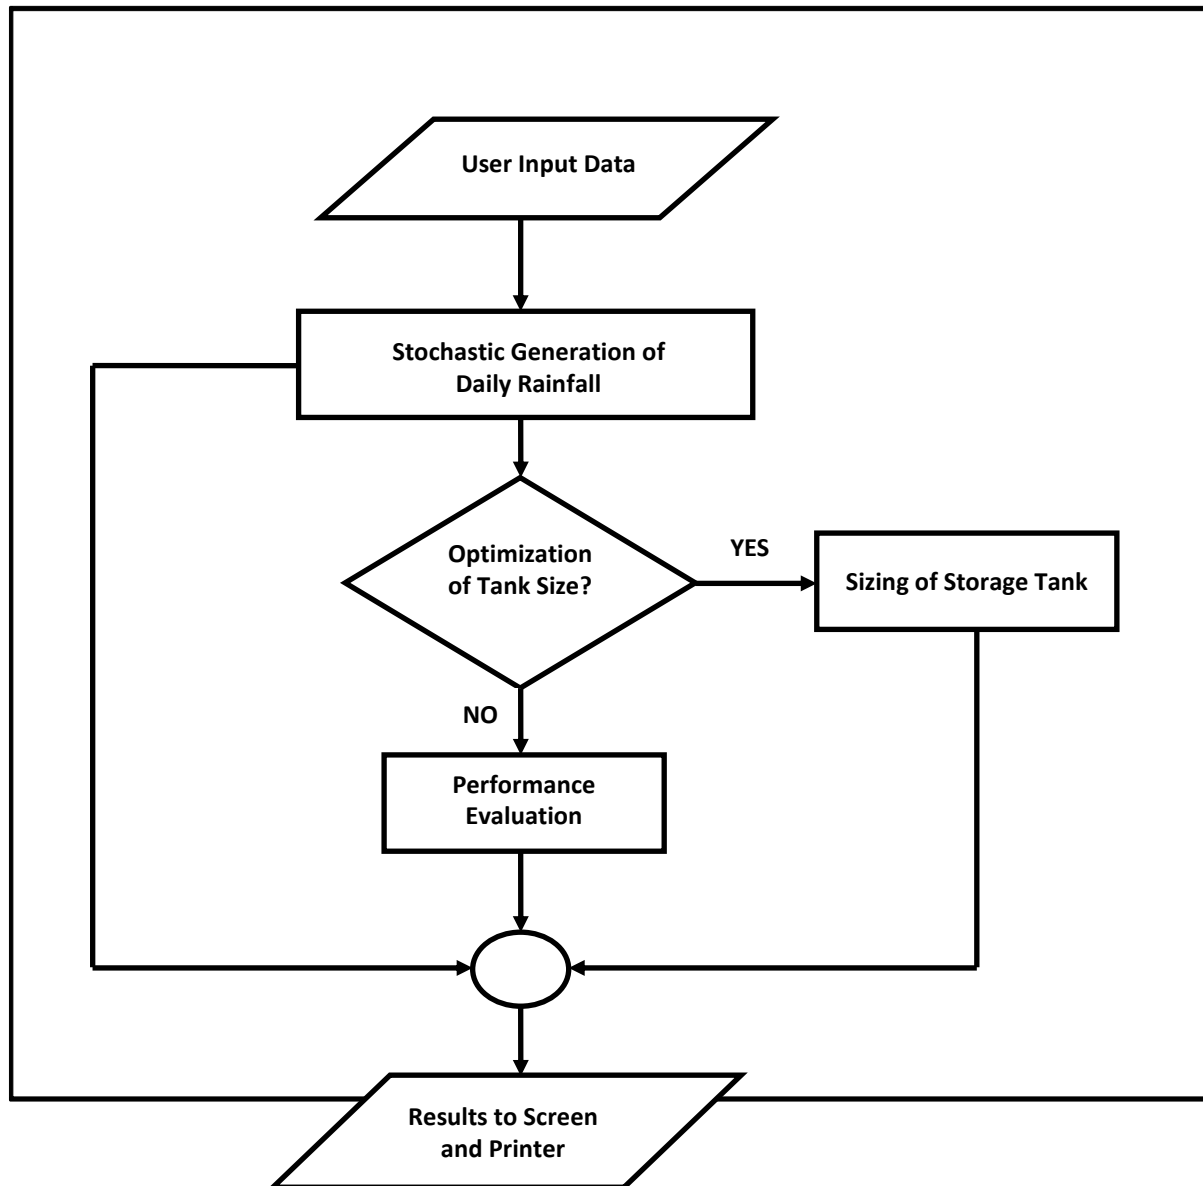 User Input Data
Stochastic Generation of
Daily Rainfall
Optimization
of Tank Size?
YES
Sizing of Storage Tank
NO
Performance
Evaluation
Results to Screen
and Printer